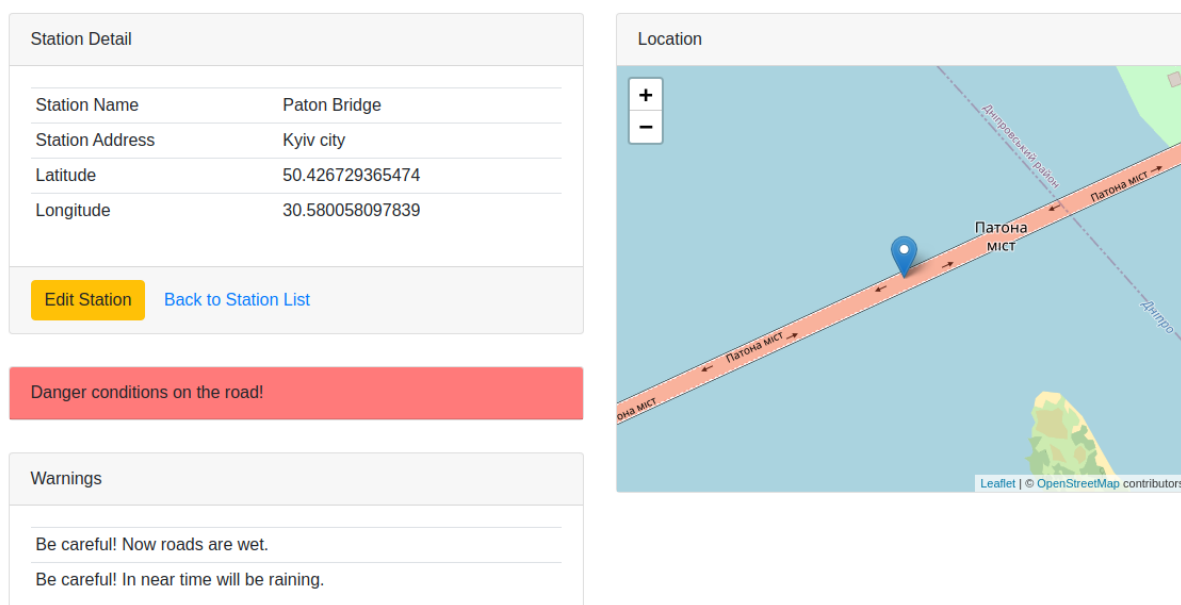 Station Detail
Station Name Paton Bridge
Station Address Kyiv city
Latitude 50.426729365474
Longitude 30.580058097839
Edit Station Back to Station List
Danger conditions on the road!
Warnings
Be careful! Now roads are wet.
Be careful! In near time will be raining.
Location
+
−
Дніпровський район
Патона міст
Патона
міст
Дніпро
Патона міст
она міст
Leaflet | © OpenStreetMap contributors